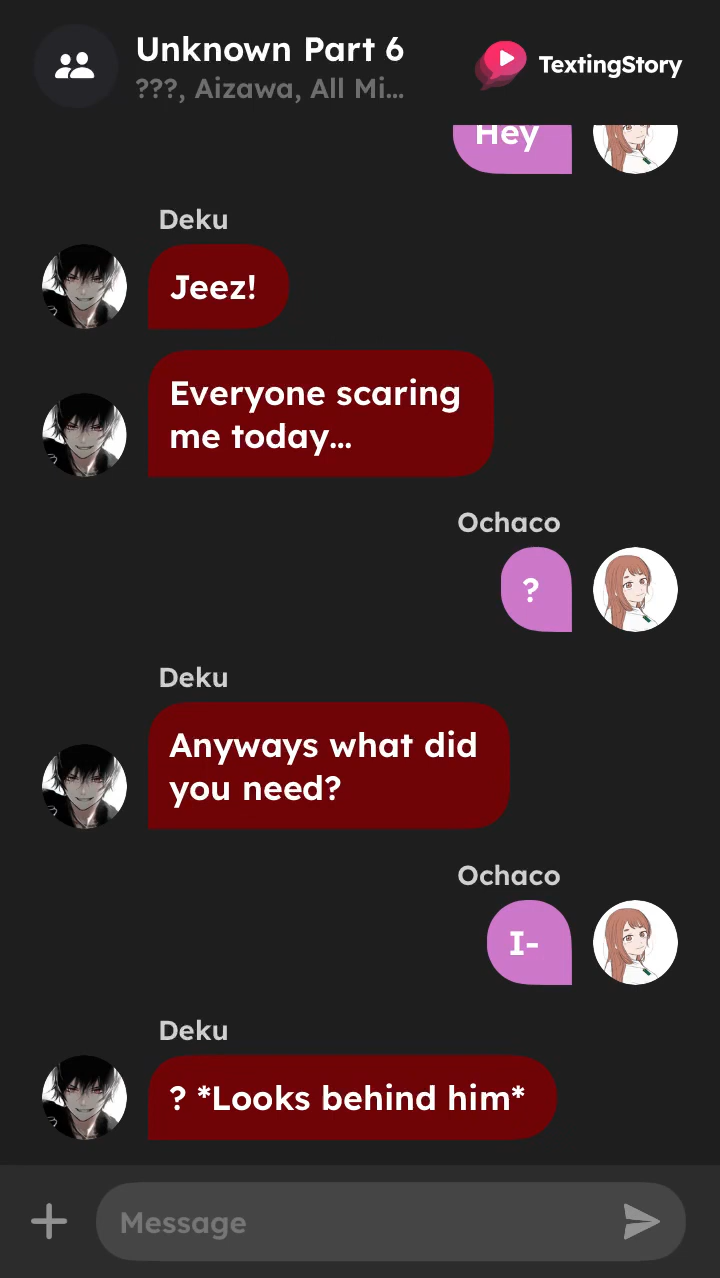 Unknown Part 6
???, Aizawa, All Mi...
TextingStory
Hey
Deku
Jeez!
Everyone scaring
me today...
Ochaco
?
Deku
Anyways what did
you need?
Ochaco
I-
Deku
? *Looks behind him*
Message